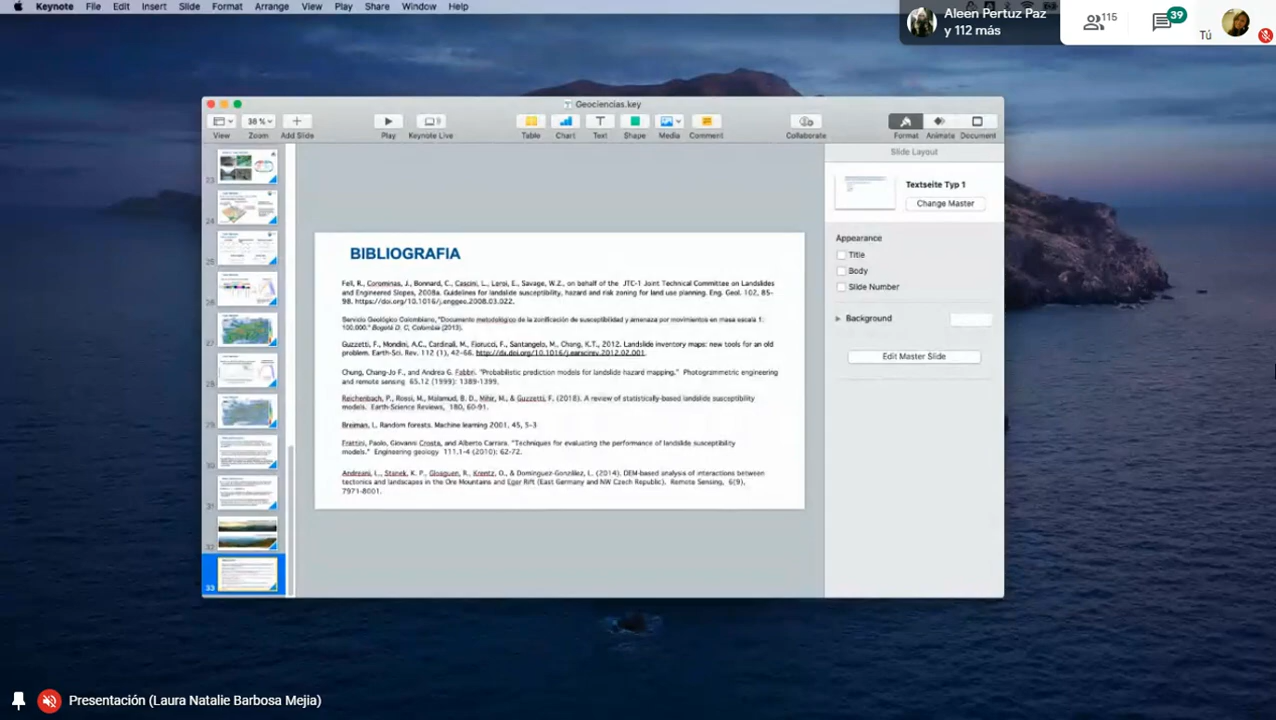 Keynote File Edit Insert Slide Format Arrange View Play Share Window Help
Aleen Pertuz Paz
y 112 más
115
39
Tú
Geociencias.key
38 %
View Zoom Add Slide Play Keynote Live Table Chart Text Shape Media Comment Collaborate Format Animate Document
Slide Layout
Textseite Typ 1
Change Master
Appearance
Title
Body
Slide Number
Background
Edit Master Slide
23
24
25
26
27
28
29
30
31
32
33
BIBLIOGRAFIA
Fell, R., Corominas, J., Bonnard, C., Cascini, L., Leroi, E., Savage, W.Z., on behalf of the JTC-1 Joint Technical Committee on Landslides
and Engineered Slopes, 2008a. Guidelines for landslide susceptibility, hazard and risk zoning for land use planning. Eng. Geol. 102, 85-
98. https://doi.org/10.1016/j.enggeo.2008.03.022.
Servicio Geológico Colombiano, "Documento metodológico de la zonificación de susceptibilidad y amenaza por movimientos en masa escala 1:
100.000." Bogotá D. C, Colombia (2013).
Guzzetti, F., Mondini, A.C., Cardinali, M., Fiorucci, F., Santangelo, M., Chang, K.T., 2012. Landslide inventory maps: new tools for an old
problem. Earth-Sci. Rev. 112 (1), 42-66. http://dx.doi.org/10.1016/j.earscirev.2012.02.001.
Chung, Chang-Jo F., and Andrea G. Fabbri. "Probabilistic prediction models for landslide hazard mapping." Photogrammetric engineering
and remote sensing 65.12 (1999): 1389-1399.
Reichenbach, P., Rossi, M., Malamud, B. D., Mihir, M., & Guzzetti, F. (2018). A review of statistically-based landslide susceptibility
models. Earth-Science Reviews, 180, 60-91.
Breiman, L. Random forests. Machine learning 2001, 45, 5-3
Frattini, Paolo, Giovanni Crosta, and Alberto Carrara. "Techniques for evaluating the performance of landslide susceptibility
models." Engineering geology 111.1-4 (2010): 62-72.
Andreani, L., Stanek, K. P., Gloaguen, R., Krentz, O., & Domínguez-González, L. (2014). DEM-based analysis of interactions between
tectonics and landscapes in the Ore Mountains and Eger Rift (East Germany and NW Czech Republic). Remote Sensing, 6(9),
7971-8001.
Presentación (Laura Natalie Barbosa Mejia)